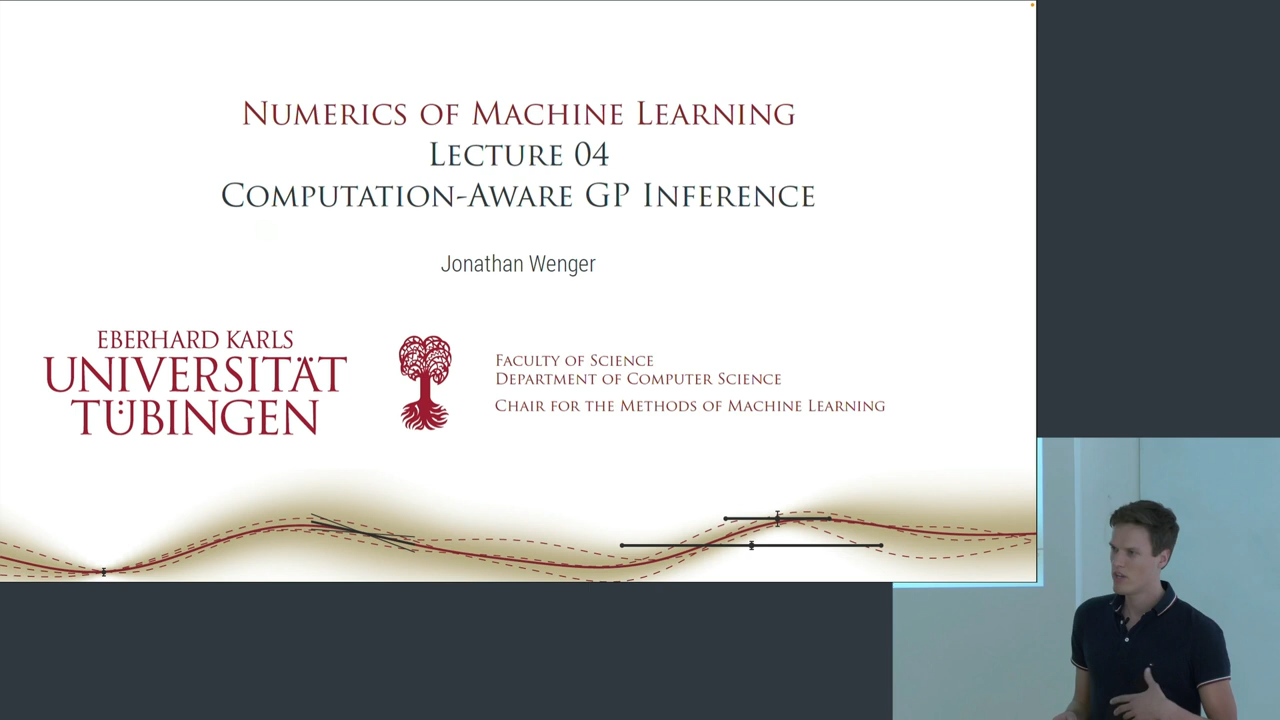 Numerics of Machine Learning
Lecture 04
Computation-Aware GP Inference
Jonathan Wenger
EBERHARD KARLS
UNIVERSITÄT
TÜBINGEN
Faculty of Science
Department of Computer Science
Chair for the Methods of Machine Learning